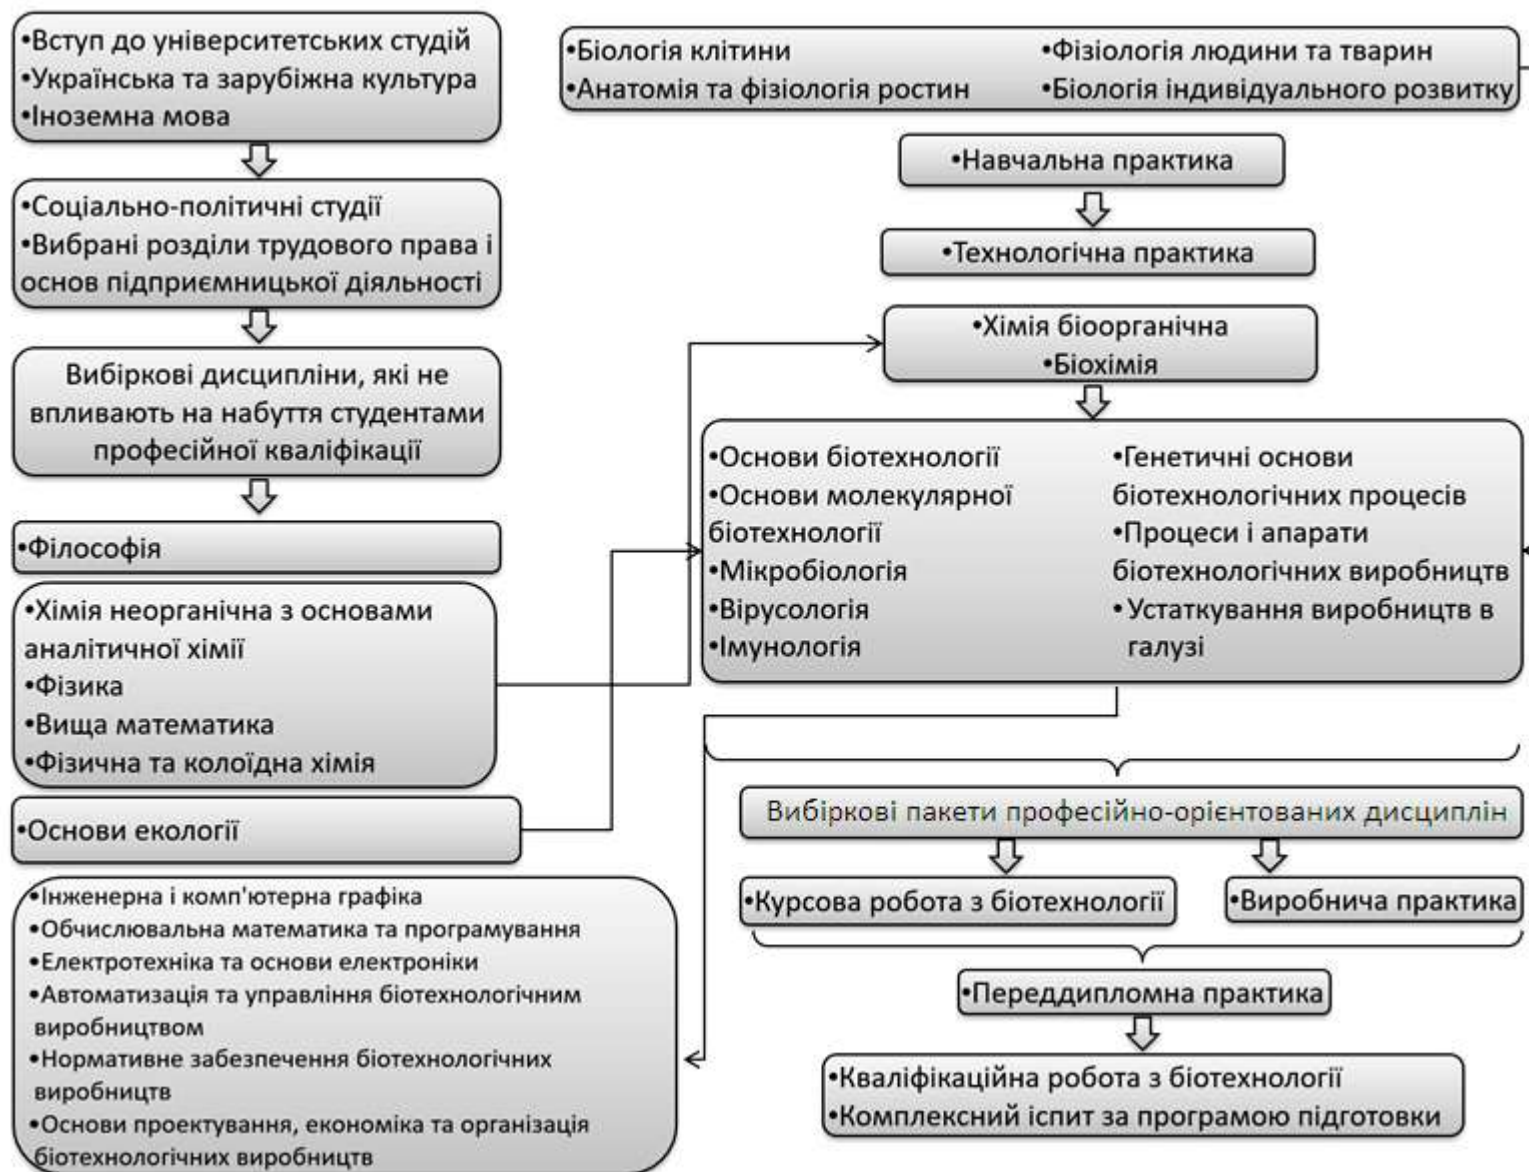 •Вступ до університетських студій
•Українська та зарубіжна культура
•Іноземна мова
•Соціально-політичні студії
•Вибрані розділи трудового права і
основ підприємницької діяльності
Вибіркові дисципліни, які не
впливають на набуття студентами
професійної кваліфікації
•Філософія
•Хімія неорганічна з основами
аналітичної хімії
•Фізика
•Вища математика
•Фізична та колоїдна хімія
•Основи екології
•Інженерна і комп'ютерна графіка
•Обчислювальна математика та програмування
•Електротехніка та основи електроніки
•Автоматизація та управління біотехнологічним
виробництвом
•Нормативне забезпечення біотехнологічних
виробництв
•Основи проектування, економіка та організація
біотехнологічних виробництв
•Біологія клітини
•Анатомія та фізіологія ростин
•Фізіологія людини та тварин
•Біологія індивідуального розвитку
•Навчальна практика
•Технологічна практика
•Хімія біоорганічна
•Біохімія
•Основи біотехнології
•Основи молекулярної
біотехнології
•Мікробіологія
•Вірусологія
•Імунологія
•Генетичні основи
біотехнологічних процесів
•Процеси і апарати
біотехнологічних виробництв
•Устаткування виробництв в
галузі
Вибіркові пакети професійно-орієнтованих дисциплін
•Курсова робота з біотехнології
•Виробнича практика
•Переддипломна практика
•Кваліфікаційна робота з біотехнології
•Комплексний іспит за програмою підготовки